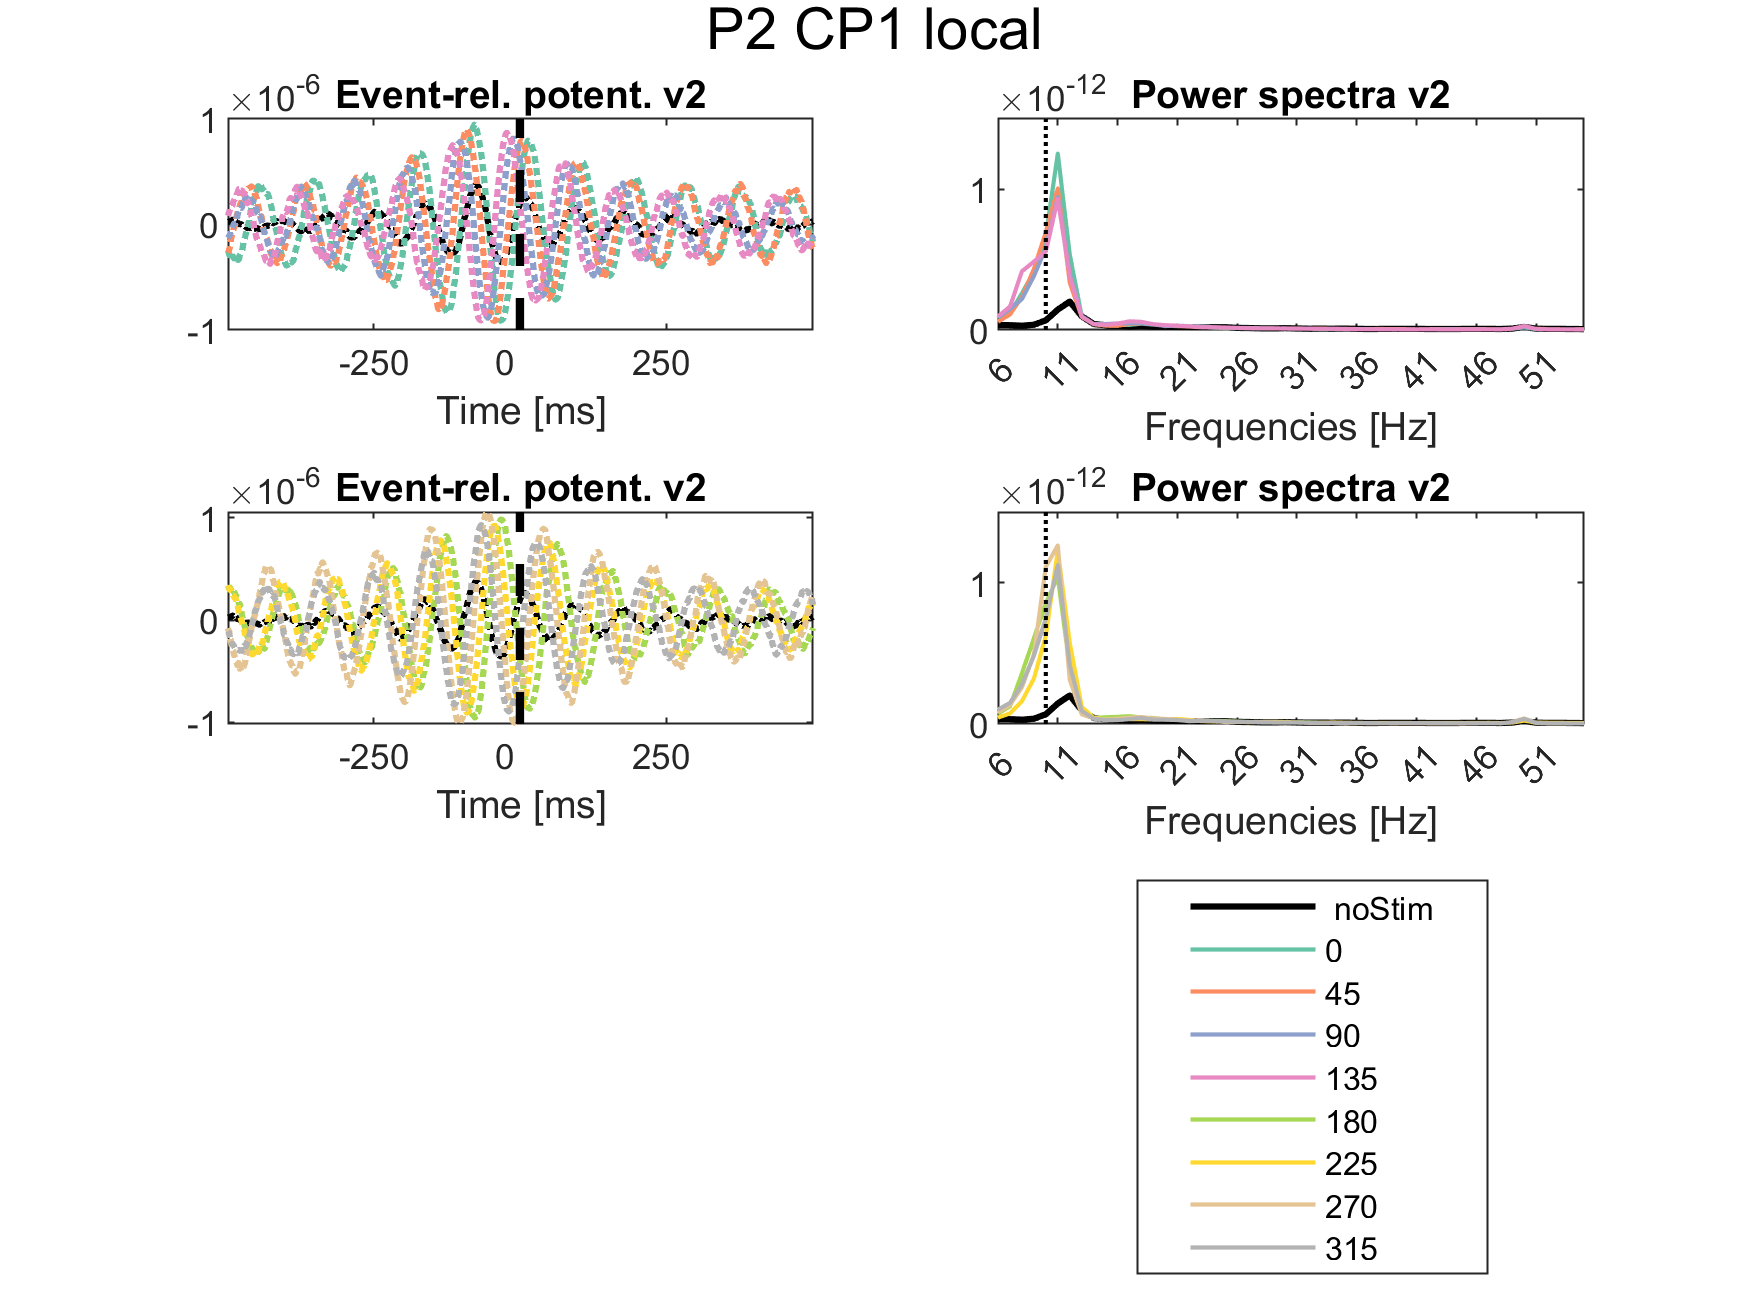 P2 CP1 local
×10-6 Event-rel. potent. v2
1
0
-1
-250 0 250
Time [ms]
×10-12 Power spectra v2
1
0
6 11 16 21 26 31 36 41 46 51
Frequencies [Hz]
×10-6 Event-rel. potent. v2
1
0
-1
-250 0 250
Time [ms]
×10-12 Power spectra v2
1
0
6 11 16 21 26 31 36 41 46 51
Frequencies [Hz]
noStim
0
45
90
135
180
225
270
315